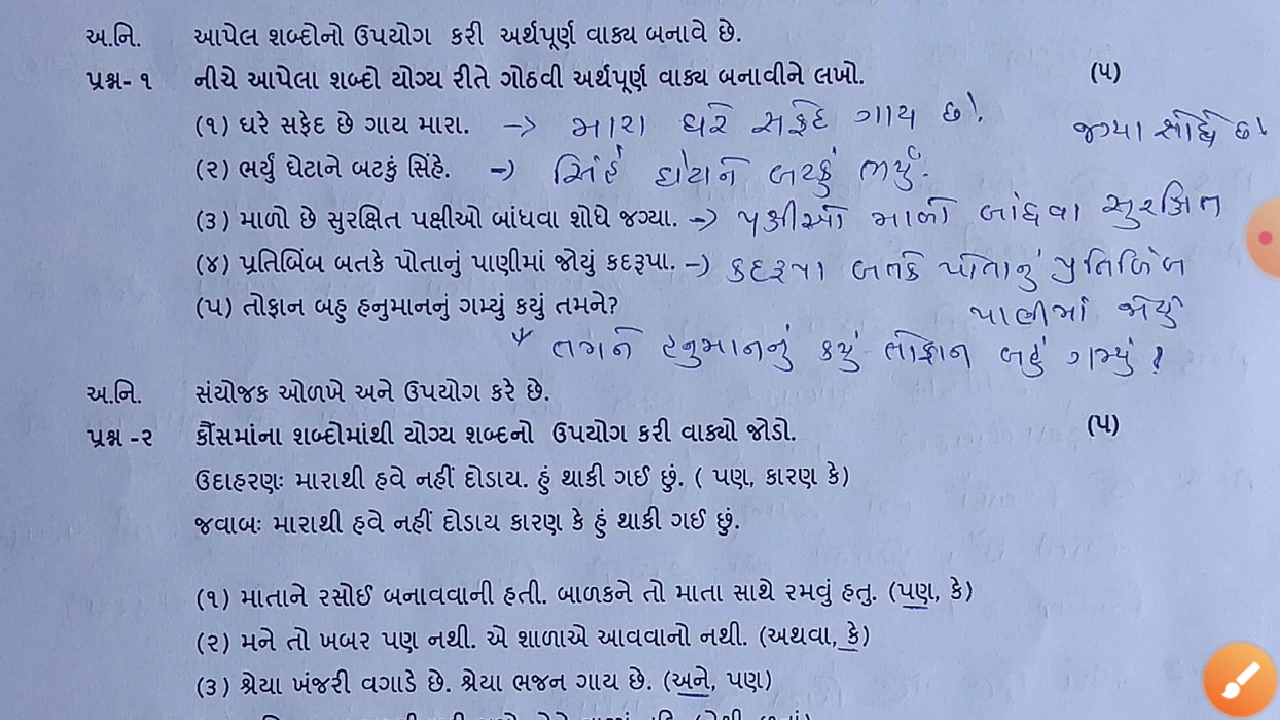 અ.નિ. આપેલ શબ્દોનો ઉપયોગ કરી અર્થપૂર્ણ વાક્ય બનાવે છે.
પ્રશ્ન- ૧ નીચે આપેલા શબ્દો યોગ્ય રીતે ગોઠવી અર્થપૂર્ણ વાક્ય બનાવીને લખો. (૫)
(૧) ઘરે સફેદ છે ગાય મારા. -> મારા ઘરે સફેદ ગાય છે.
જગ્યા શોધે છે.
(૨) ભર્યું ઘેટાને બટકું સિંહે. -> સિંહે ઘેટાને બટકું ભર્યું.
(૩) માળો છે સુરક્ષિત પક્ષીઓ બાંધવા શોધે જગ્યા. -> પક્ષીઓ માળો બાંધવા સુરક્ષિત
(૪) પ્રતિબિંબ બતકે પોતાનું પાણીમાં જોયું કદરૂપા. -> કદરૂપા બતકે પોતાનું પ્રતિબિંબ
પાણીમાં જોયું
(૫) તોફાન બહુ હનુમાનનું ગમ્યું કયું તમને?
તમને હનુમાનનું કયું તોફાન બહું ગમ્યું ?
અ.નિ. સંયોજક ઓળખે અને ઉપયોગ કરે છે.
પ્રશ્ન -૨ કૌંસમાંના શબ્દોમાંથી યોગ્ય શબ્દનો ઉપયોગ કરી વાક્યો જોડો. (૫)
ઉદાહરણઃ મારાથી હવે નહીં દોડાય. હું થાકી ગઈ છું. ( પણ, કારણ કે)
જવાબઃ મારાથી હવે નહીં દોડાય કારણ કે હું થાકી ગઈ છું.
(૧) માતાને રસોઈ બનાવવાની હતી. બાળકને તો માતા સાથે રમવું હતુ. (પણ, કે)
(૨) મને તો ખબર પણ નથી. એ શાળાએ આવવાનો નથી. (અથવા, કે)
(૩) શ્રેયા ખંજરી વગાડે છે. શ્રેયા ભજન ગાય છે. (અને, પણ)